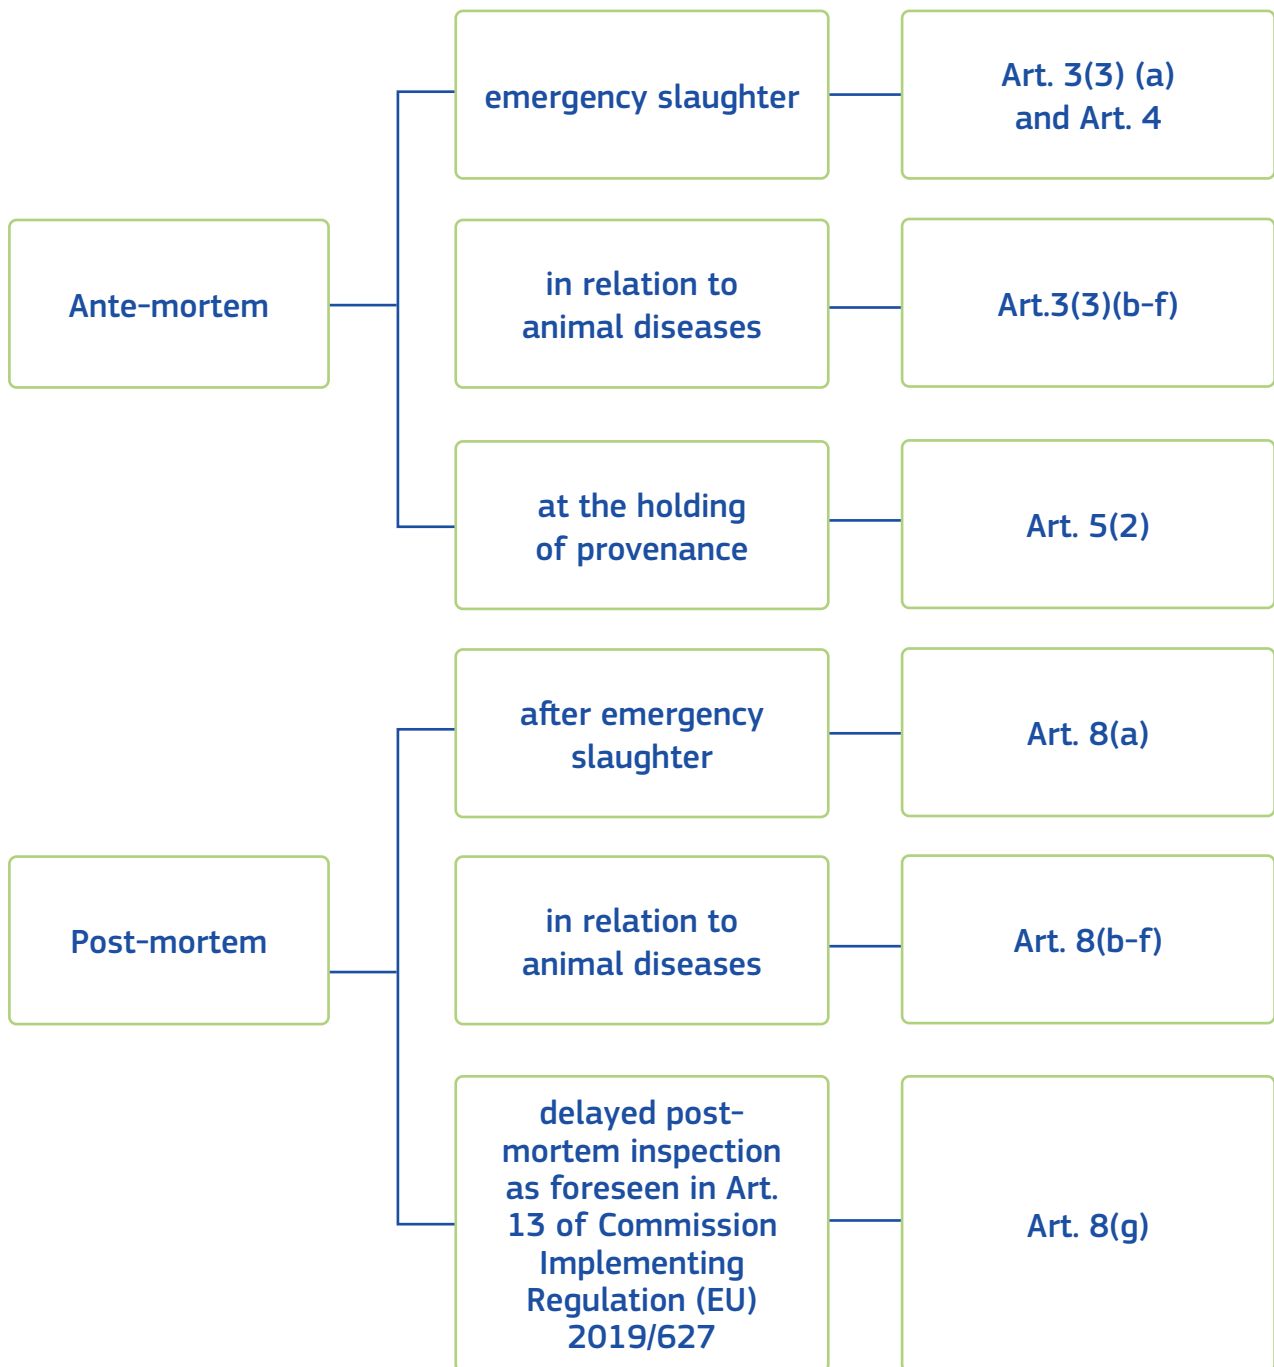 emergency slaughter
Art. 3(3) (a)
and Art. 4
Ante-mortem
in relation to
animal diseases
Art.3(3)(b-f)
at the holding
of provenance
Art. 5(2)
after emergency
slaughter
Art. 8(a)
Post-mortem
in relation to
animal diseases
Art. 8(b-f)
delayed post-
mortem inspection
as foreseen in Art.
13 of Commission
Implementing
Regulation (EU)
2019/627
Art. 8(g)